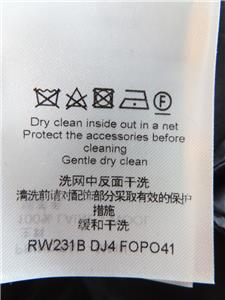 F
Dry clean inside out in a net
Protect the accessories before
cleaning
Gentle dry clean
洗网中反面干洗
清洗前请对配饰部分采取有效的保护
措施
缓和干洗
RW231B DJ4 FOPO41